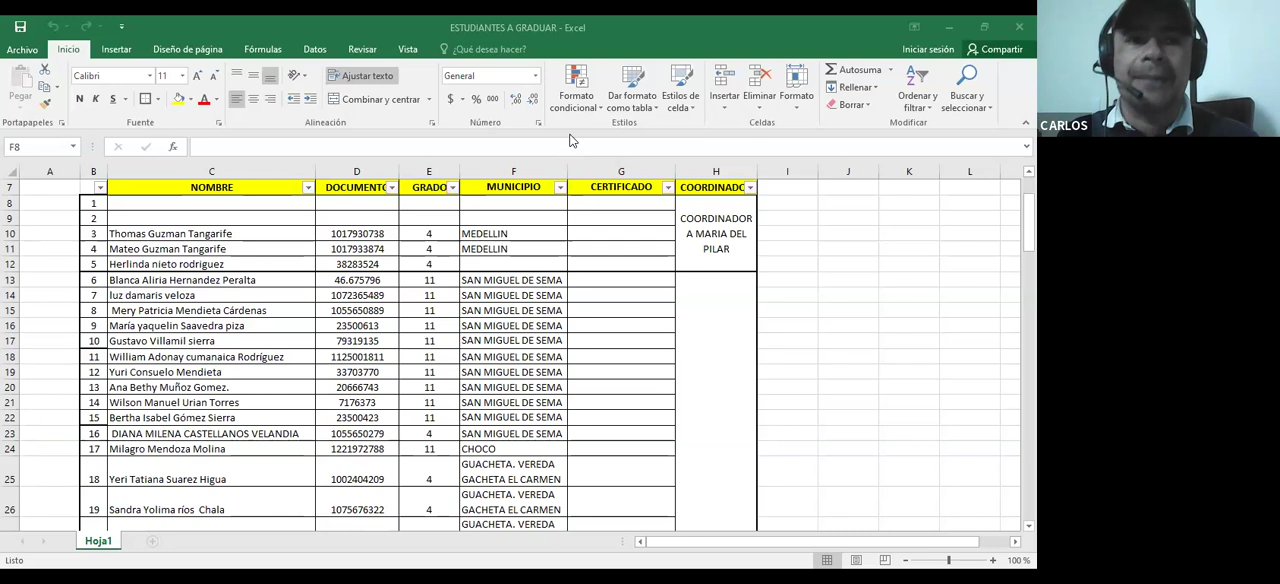 ESTUDIANTES A GRADUAR - Excel
Archivo Inicio Insertar Diseño de página Fórmulas Datos Revisar Vista ¿Qué desea hacer? Iniciar sesión Compartir
Pegar
Calibri 11
N K S
Ajustar texto
Combinar y centrar
General
$ % 000
Formato condicional
Dar formato como tabla
Estilos de celda
Insertar Eliminar Formato
Autosuma
Rellenar
Borrar
Ordenar y filtrar
Buscar y seleccionar
Portapapeles Fuente Alineación Número Estilos Celdas Modificar
CARLOS
F8
A B C D E F G H I J K L
7 NOMBRE DOCUMENTO GRADO MUNICIPIO CERTIFICADO COORDINADO
8 1
9 2
COORDINADOR
A MARIA DEL
PILAR
10 3 Thomas Guzman Tangarife 1017930738 4 MEDELLIN
11 4 Mateo Guzman Tangarife 1017933874 4 MEDELLIN
12 5 Herlinda nieto rodriguez 38283524 4
13 6 Blanca Aliria Hernandez Peralta 46.675796 11 SAN MIGUEL DE SEMA
14 7 luz damaris veloza 1072365489 11 SAN MIGUEL DE SEMA
15 8 Mery Patricia Mendieta Cárdenas 1055650889 11 SAN MIGUEL DE SEMA
16 9 María yaquelin Saavedra piza 23500613 11 SAN MIGUEL DE SEMA
17 10 Gustavo Villamil sierra 79319135 11 SAN MIGUEL DE SEMA
18 11 William Adonay cumanaica Rodríguez 1125001811 11 SAN MIGUEL DE SEMA
19 12 Yuri Consuelo Mendieta 33703770 11 SAN MIGUEL DE SEMA
20 13 Ana Bethy Muñoz Gomez. 20666743 11 SAN MIGUEL DE SEMA
21 14 Wilson Manuel Urian Torres 7176373 11 SAN MIGUEL DE SEMA
22 15 Bertha Isabel Gómez Sierra 23500423 11 SAN MIGUEL DE SEMA
23 16 DIANA MILENA CASTELLANOS VELANDIA 1055650279 4 SAN MIGUEL DE SEMA
24 17 Milagro Mendoza Molina 1221972788 11 CHOCO
GUACHETA. VEREDA
25 18 Yeri Tatiana Suarez Higua 1002404209 4 GACHETA EL CARMEN
GUACHETA. VEREDA
26 19 Sandra Yolima ríos Chala 1075676322 4 GACHETA EL CARMEN
GUACHETA. VEREDA
Hoja1
Listo 100 %